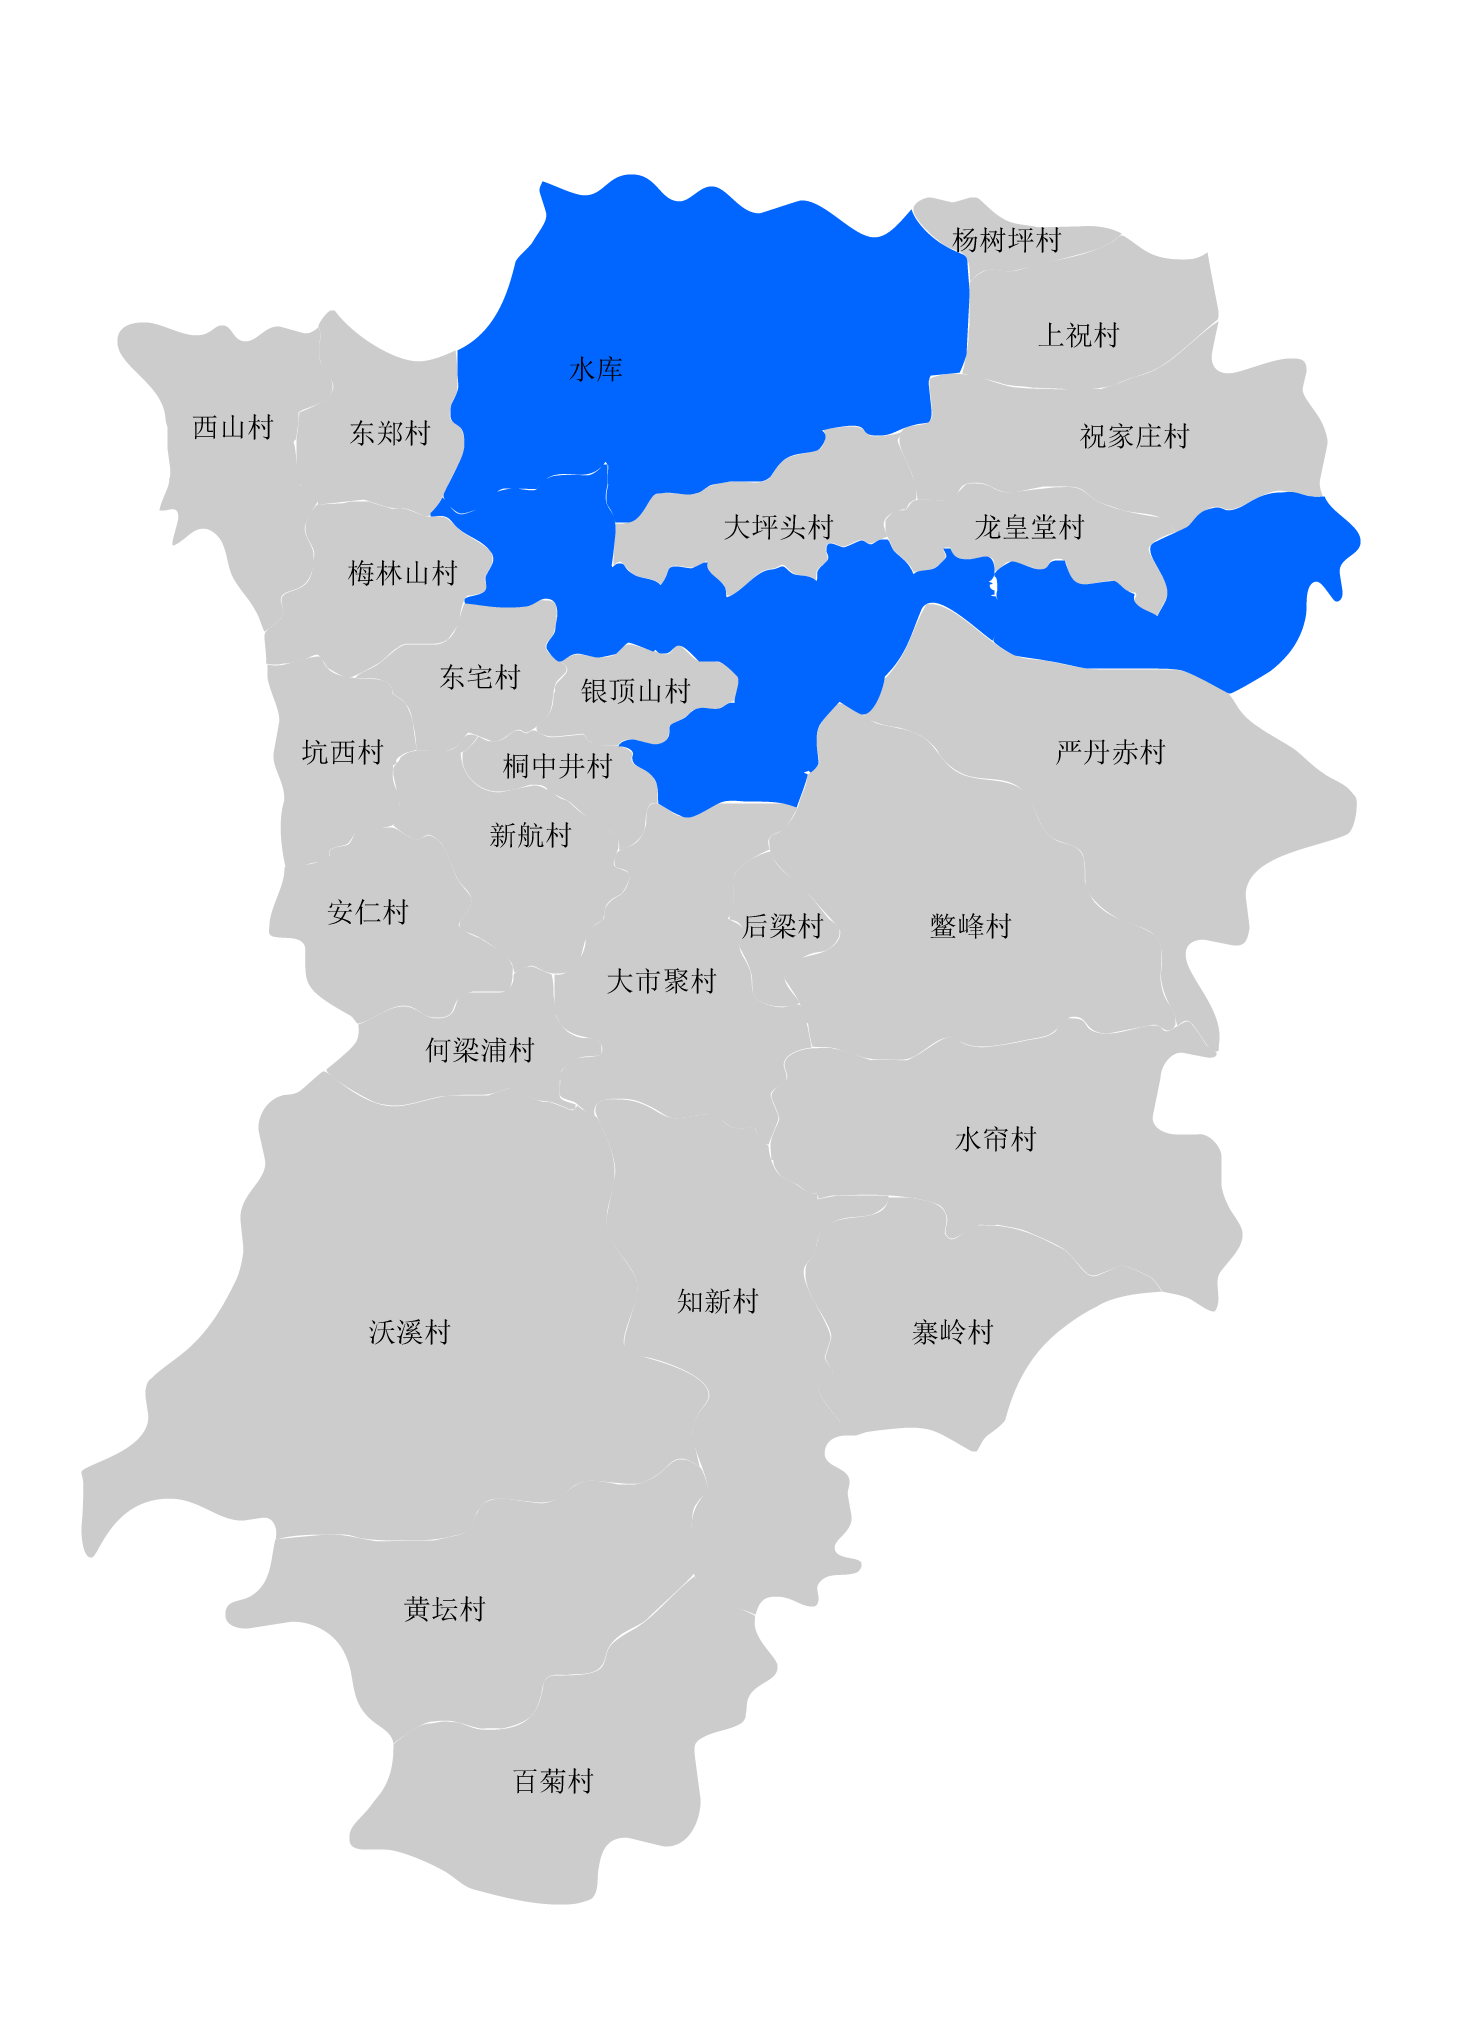 杨树坪村
上祝村
水库
西山村
东郑村
祝家庄村
大坪头村
龙皇堂村
梅林山村
东宅村
银顶山村
坑西村
桐中井村
严丹赤村
新航村
安仁村
后梁村
鳖峰村
大市聚村
何梁浦村
水帘村
知新村
沃溪村
寨岭村
黄坛村
百菊村